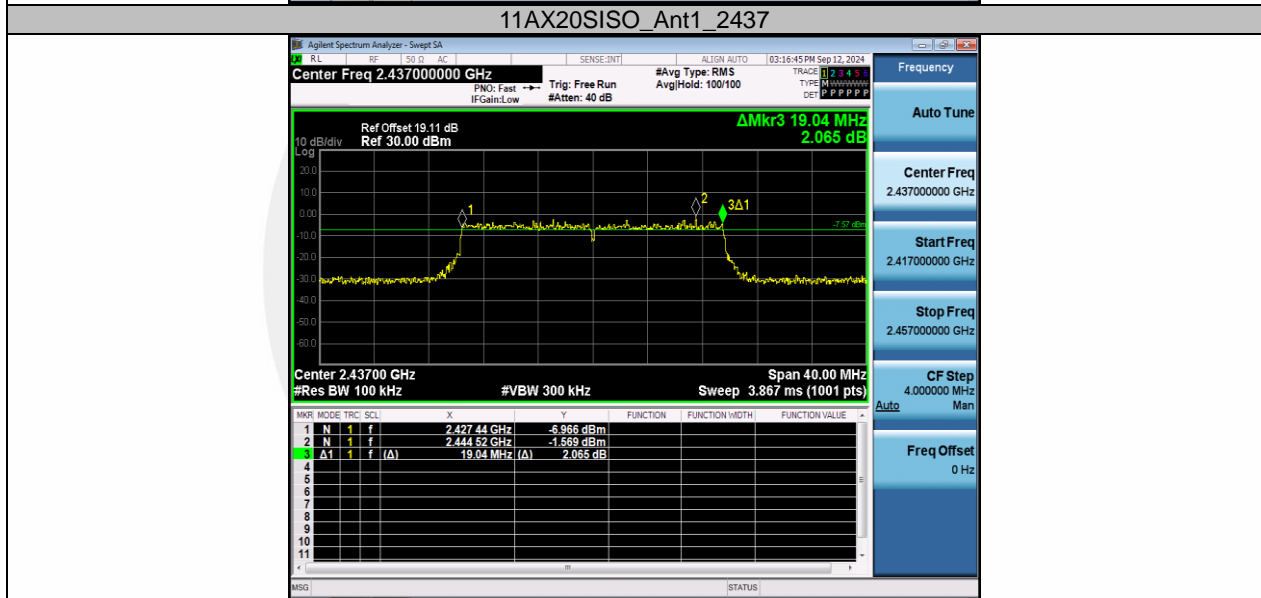 11AX20SISO_Ant1_2437
Agilent Spectrum Analyzer - Swept SA
RL RF 50 Ω AC SENSE:INT ALIGN AUTO 03:16:45 PM Sep 12, 2024
Center Freq 2.437000000 GHz
#Avg Type: RMS
TRACE 1 2 3 4 5 6
PNO: Fast Trig: Free Run Avg|Hold: 100/100
TYPE M
IFGain:Low #Atten: 40 dB
DET P P P P P P
ΔMkr3 19.04 MHz
2.065 dB
Ref Offset 19.11 dB
10 dB/div Ref 30.00 dBm
Log
20.0
10.0
0.00
-10.0
-20.0
-30.0
-40.0
-50.0
-60.0
1
2
3Δ1
-7.57 dBm
Center 2.43700 GHz Span 40.00 MHz
#Res BW 100 kHz #VBW 300 kHz Sweep 3.867 ms (1001 pts)
MKR MODE TRC SCL X Y FUNCTION FUNCTION WIDTH FUNCTION VALUE
1 N 1 f 2.427 44 GHz -6.966 dBm
2 N 1 f 2.444 52 GHz -1.569 dBm
3 Δ1 1 f (Δ) 19.04 MHz (Δ) 2.065 dB
4
5
6
7
8
9
10
11
MSG STATUS
Frequency
Auto Tune
Center Freq
2.437000000 GHz
Start Freq
2.417000000 GHz
Stop Freq
2.457000000 GHz
CF Step
4.000000 MHz
Auto Man
Freq Offset
0 Hz